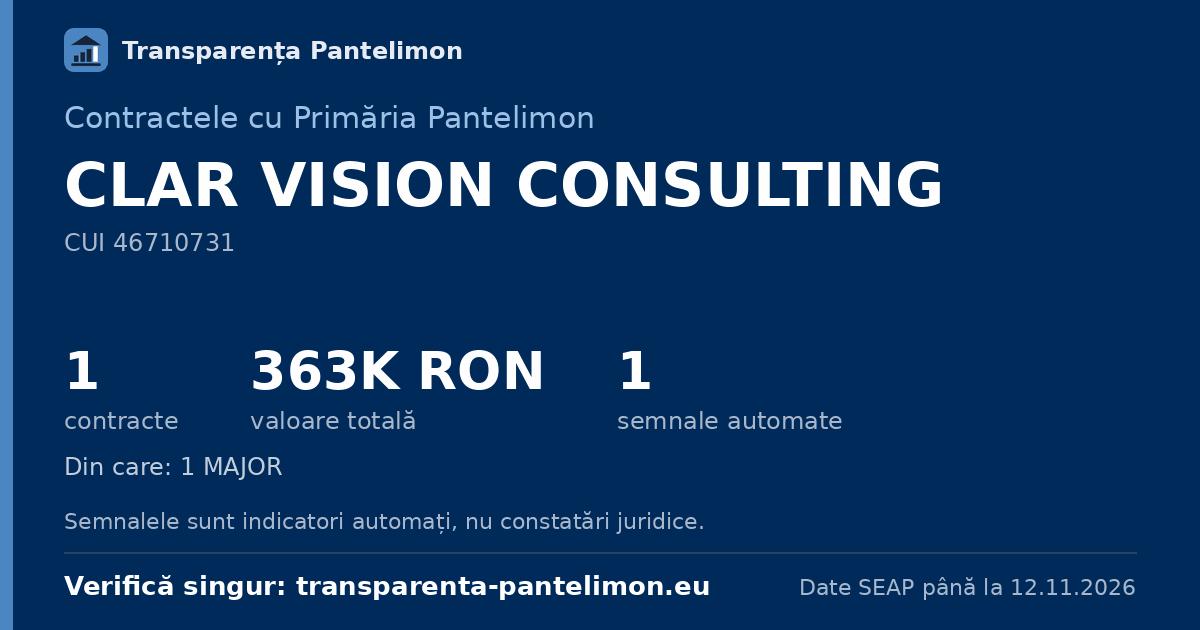 Transparența Pantelimon
Contractele cu Primăria Pantelimon
CLAR VISION CONSULTING
CUI 46710731
1 363K RON 1
contracte valoare totală semnale automate
Din care: 1 MAJOR
Semnalele sunt indicatori automați, nu constatări juridice.
Verifică singur: transparenta-pantelimon.eu Date SEAP până la 12.11.2026